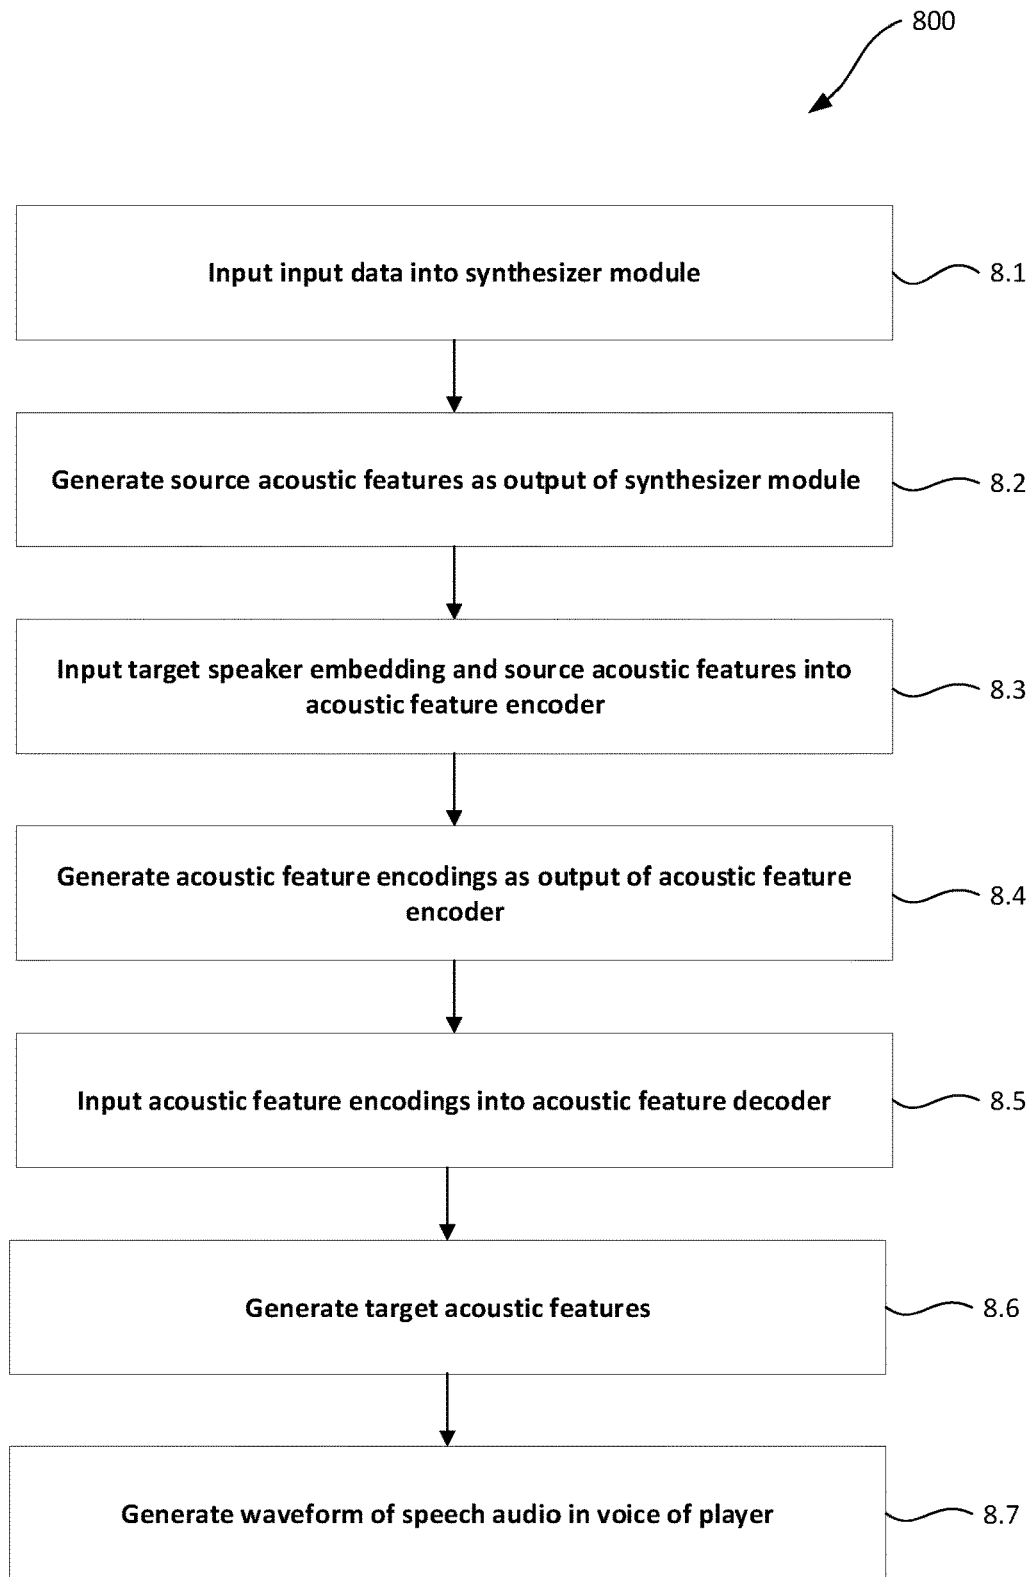 800
Input input data into synthesizer module
8.1
Generate source acoustic features as output of synthesizer module
8.2
Input target speaker embedding and source acoustic features into
acoustic feature encoder
8.3
Generate acoustic feature encodings as output of acoustic feature
encoder
8.4
Input acoustic feature encodings into acoustic feature decoder
8.5
Generate target acoustic features
8.6
Generate waveform of speech audio in voice of player
8.7